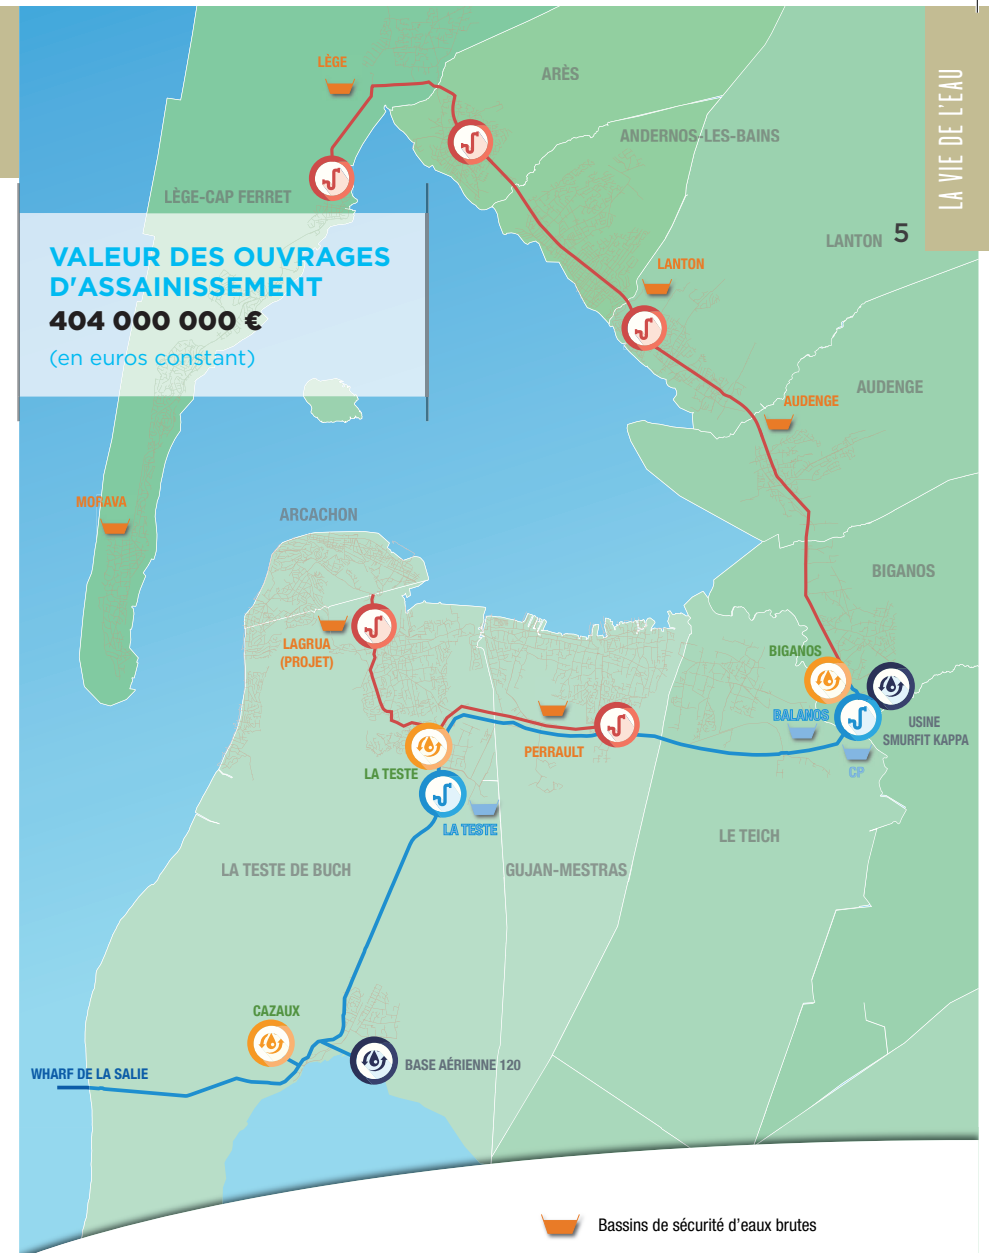 LÈGE
ARÈS
LA VIE DE L'EAU
ANDERNOS-LES-BAINS
LÈGE-CAP FERRET
LANTON
5
VALEUR DES OUVRAGES
D'ASSAINISSEMENT
404 000 000 €
(en euros constant)
LANTON
AUDENGE
AUDENGE
MORAVA
ARCACHON
BIGANOS
LAGRUA
(PROJET)
BIGANOS
BALANOS
USINE
SMURFIT KAPPA
PERRAULT
CP
LA TESTE
LA TESTE
LE TEICH
LA TESTE DE BUCH
GUJAN-MESTRAS
CAZAUX
BASE AÉRIENNE 120
WHARF DE LA SALIE
Bassins de sécurité d'eaux brutes